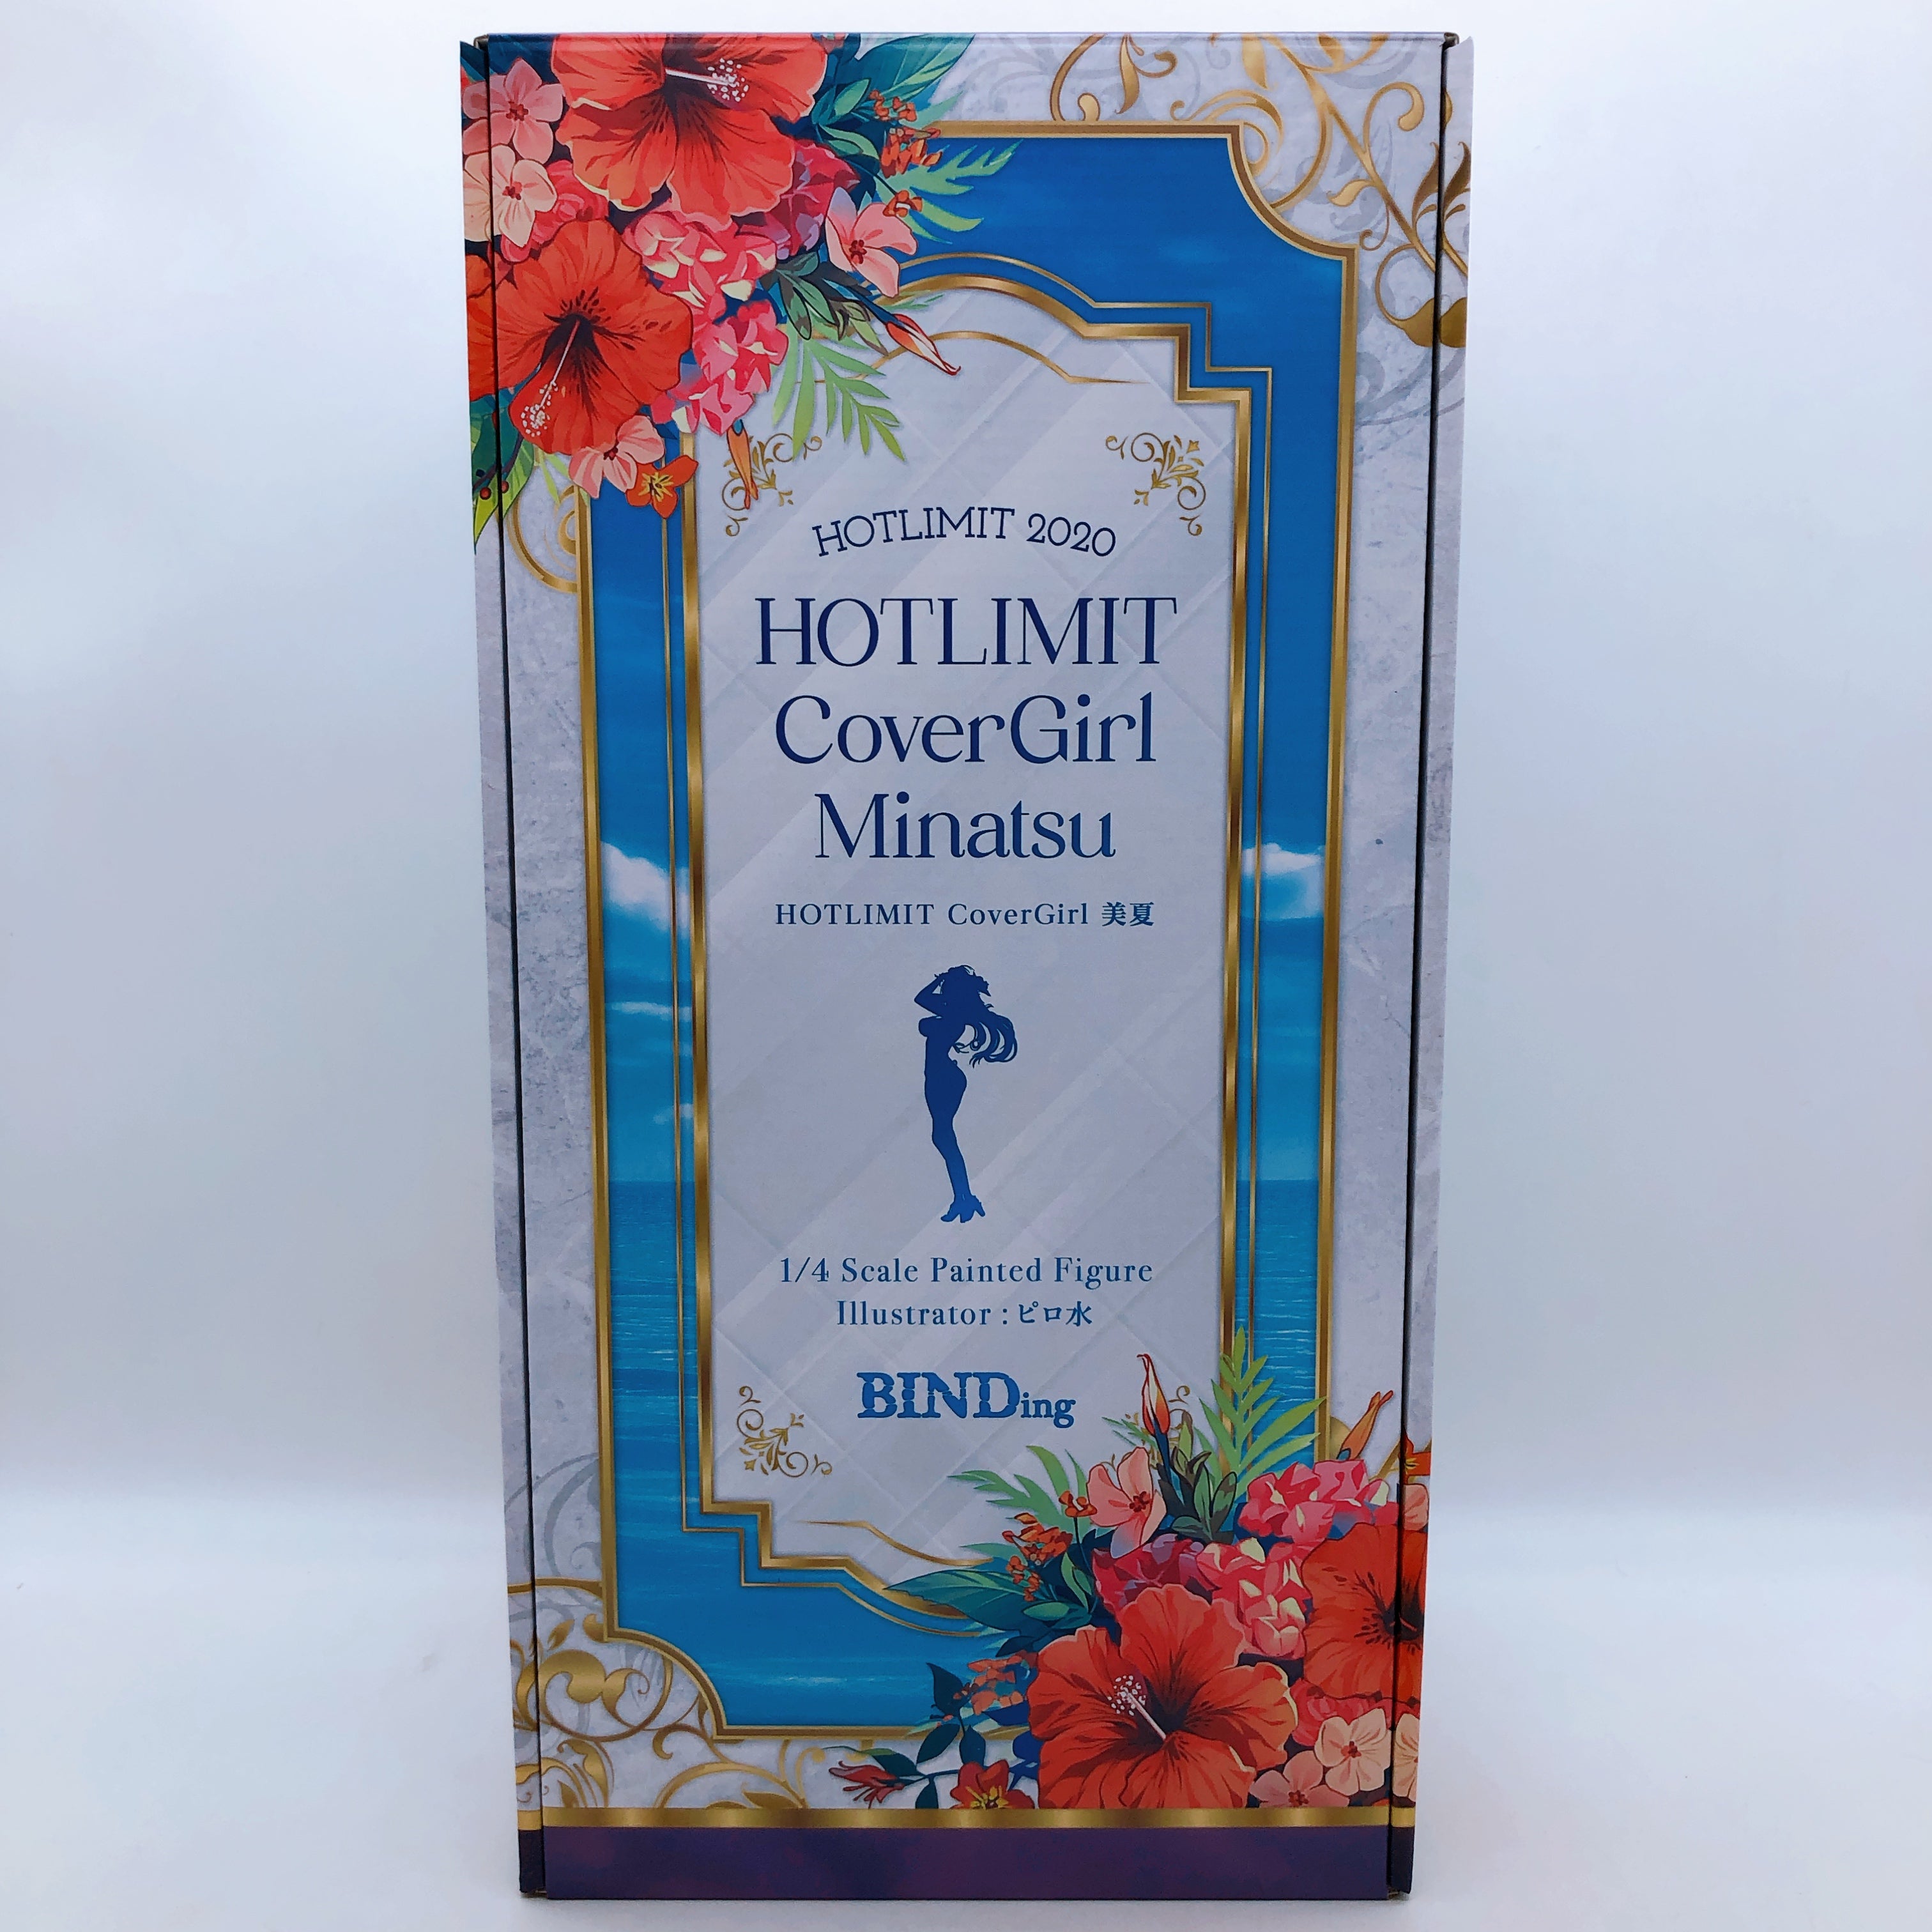 HOTLIMIT 2020
HOTLIMIT
CoverGirl
Minatsu
HOTLIMIT CoverGirl 美夏
1/4 Scale Painted Figure
Illustrator : ピロ水
BINDing